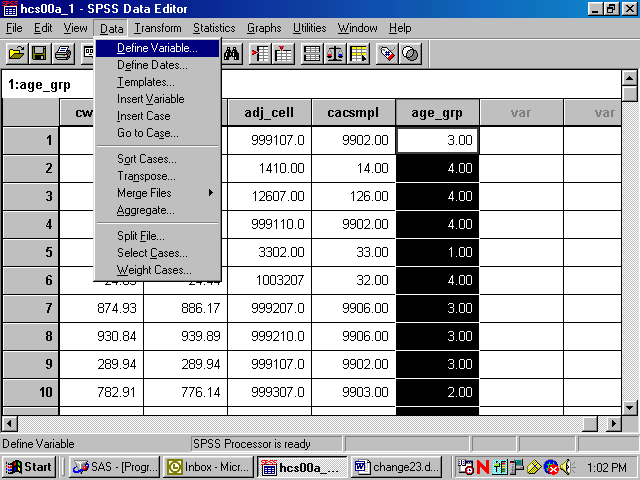 hcs00a_1 - SPSS Data Editor
File Edit View Data Transform Statistics Graphs Utilities Window Help
Define Variable...
Define Dates...
Templates...
Insert Variable
Insert Case
Go to Case...
Sort Cases...
Transpose...
Merge Files
Aggregate...
Split File...
Select Cases...
Weight Cases...
1:age_grp
cw adj_cell cacsmpl age_grp var var
1 999107.0 9902.00 3.00
2 1410.00 14.00 4.00
3 12607.00 126.00 4.00
4 999110.0 9902.00 4.00
5 3302.00 33.00 1.00
6 1003207 32.00 4.00
7 874.93 886.17 999207.0 9906.00 3.00
8 930.84 939.89 999210.0 9906.00 3.00
9 289.94 289.94 999107.0 9902.00 3.00
10 782.91 776.14 999307.0 9903.00 2.00
Define Variable SPSS Processor is ready
Start SAS - [Progr... Inbox - Micr... hcs00a_... change23.d... 1:02 PM